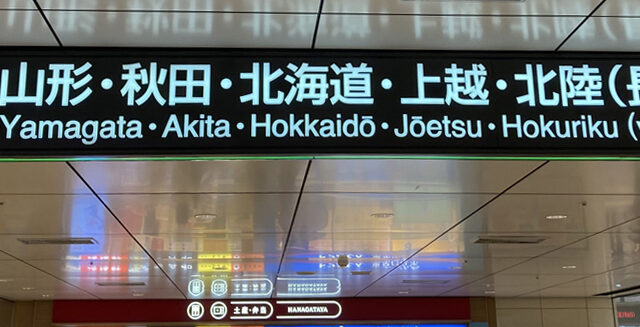 山形・秋田・北海道・上越・北陸(長
Yamagata・Akita・Hokkaidō・Jōetsu・Hokuriku (v
土産・弁当 HANAGATAYA